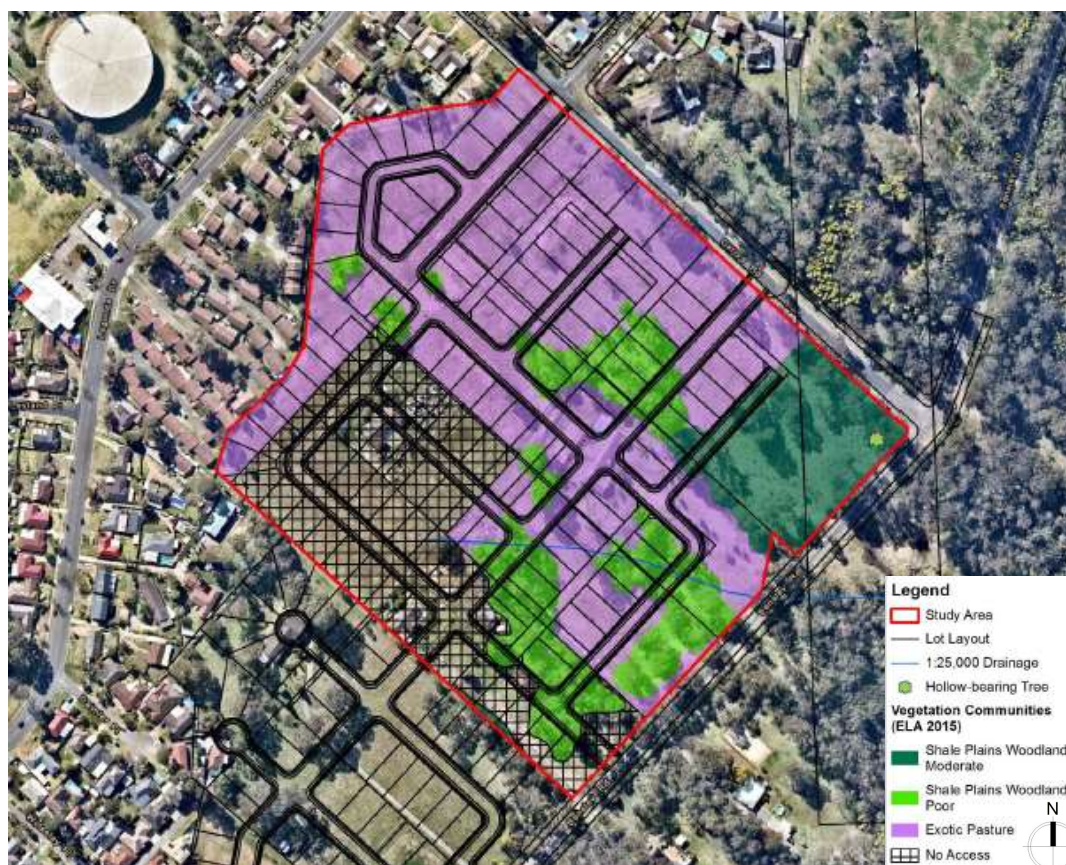 Legend
Study Area
Lot Layout
1:25,000 Drainage
Hollow-bearing Tree
Vegetation Communities
(ELA 2015)
Shale Plains Woodland
Moderate
Shale Plains Woodland
Poor
Exotic Pasture
No Access
N